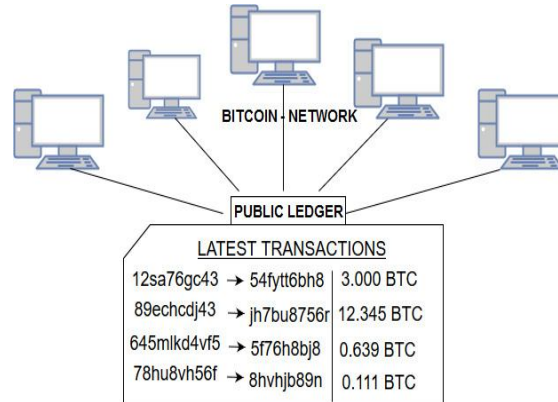 BITCOIN - NETWORK
PUBLIC LEDGER
LATEST TRANSACTIONS
12sa76gc43 → 54fytt6bh8 3.000 BTC
89echcdj43 → jh7bu8756r 12.345 BTC
645mlkd4vf5 → 5f76h8bj8 0.639 BTC
78hu8vh56f → 8hvhjb89n 0.111 BTC